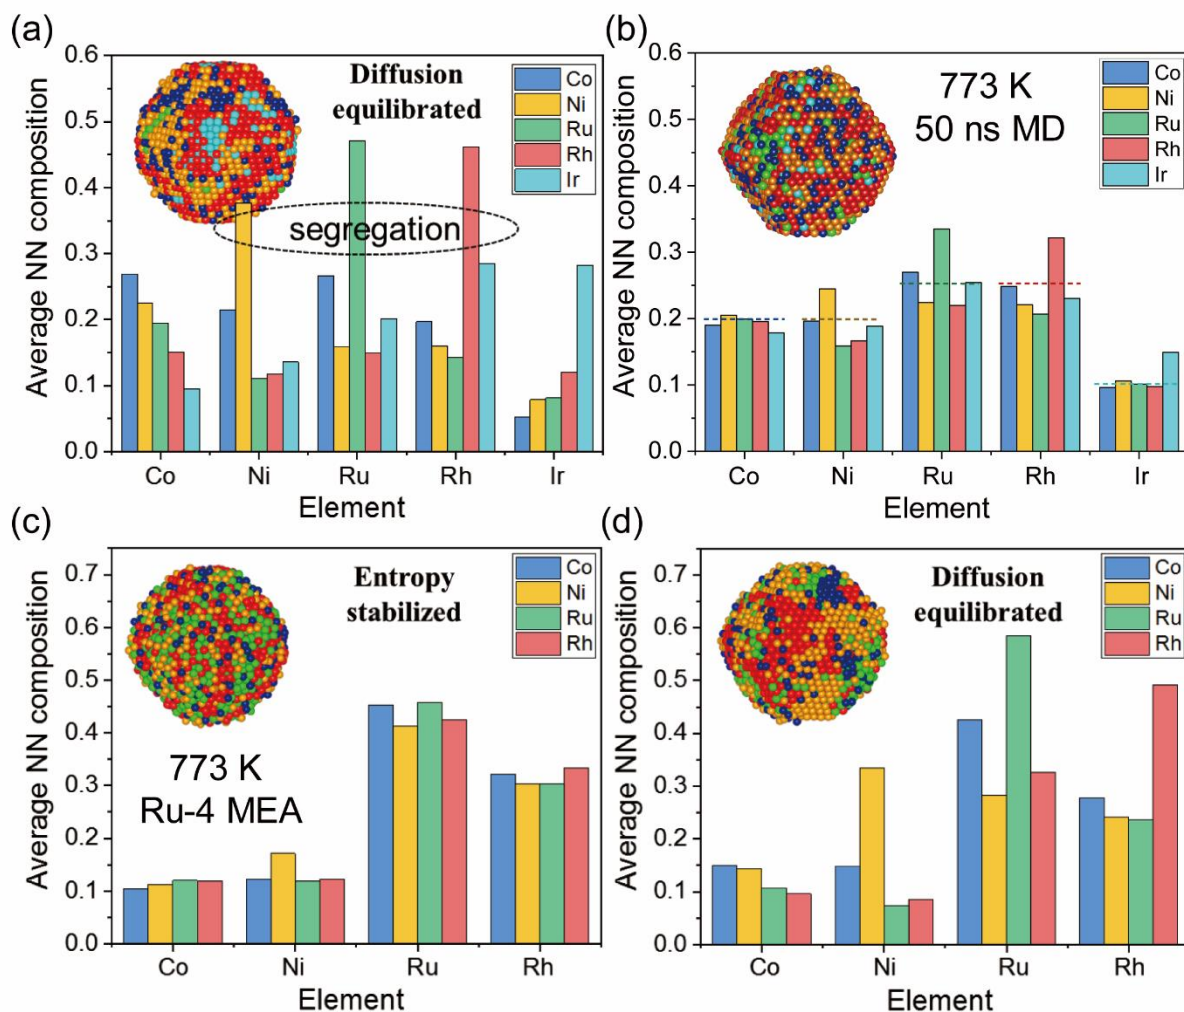 (a)
Average NN composition
0.6
0.5
0.4
0.3
0.2
0.1
0.0
Diffusion
equilibrated
Co
Ni
Ru
Rh
Ir
segregation
Co Ni Ru Rh Ir
Element
(b)
Average NN composition
0.6
0.5
0.4
0.3
0.2
0.1
0.0
773 K
50 ns MD
Co
Ni
Ru
Rh
Ir
Co Ni Ru Rh Ir
Element
(c)
Average NN composition
0.7
0.6
0.5
0.4
0.3
0.2
0.1
0.0
Entropy
stabilized
Co
Ni
Ru
Rh
773 K
Ru-4 MEA
Co Ni Ru Rh
Element
(d)
Average NN composition
0.7
0.6
0.5
0.4
0.3
0.2
0.1
0.0
Diffusion
equilibrated
Co
Ni
Ru
Rh
Co Ni Ru Rh
Element